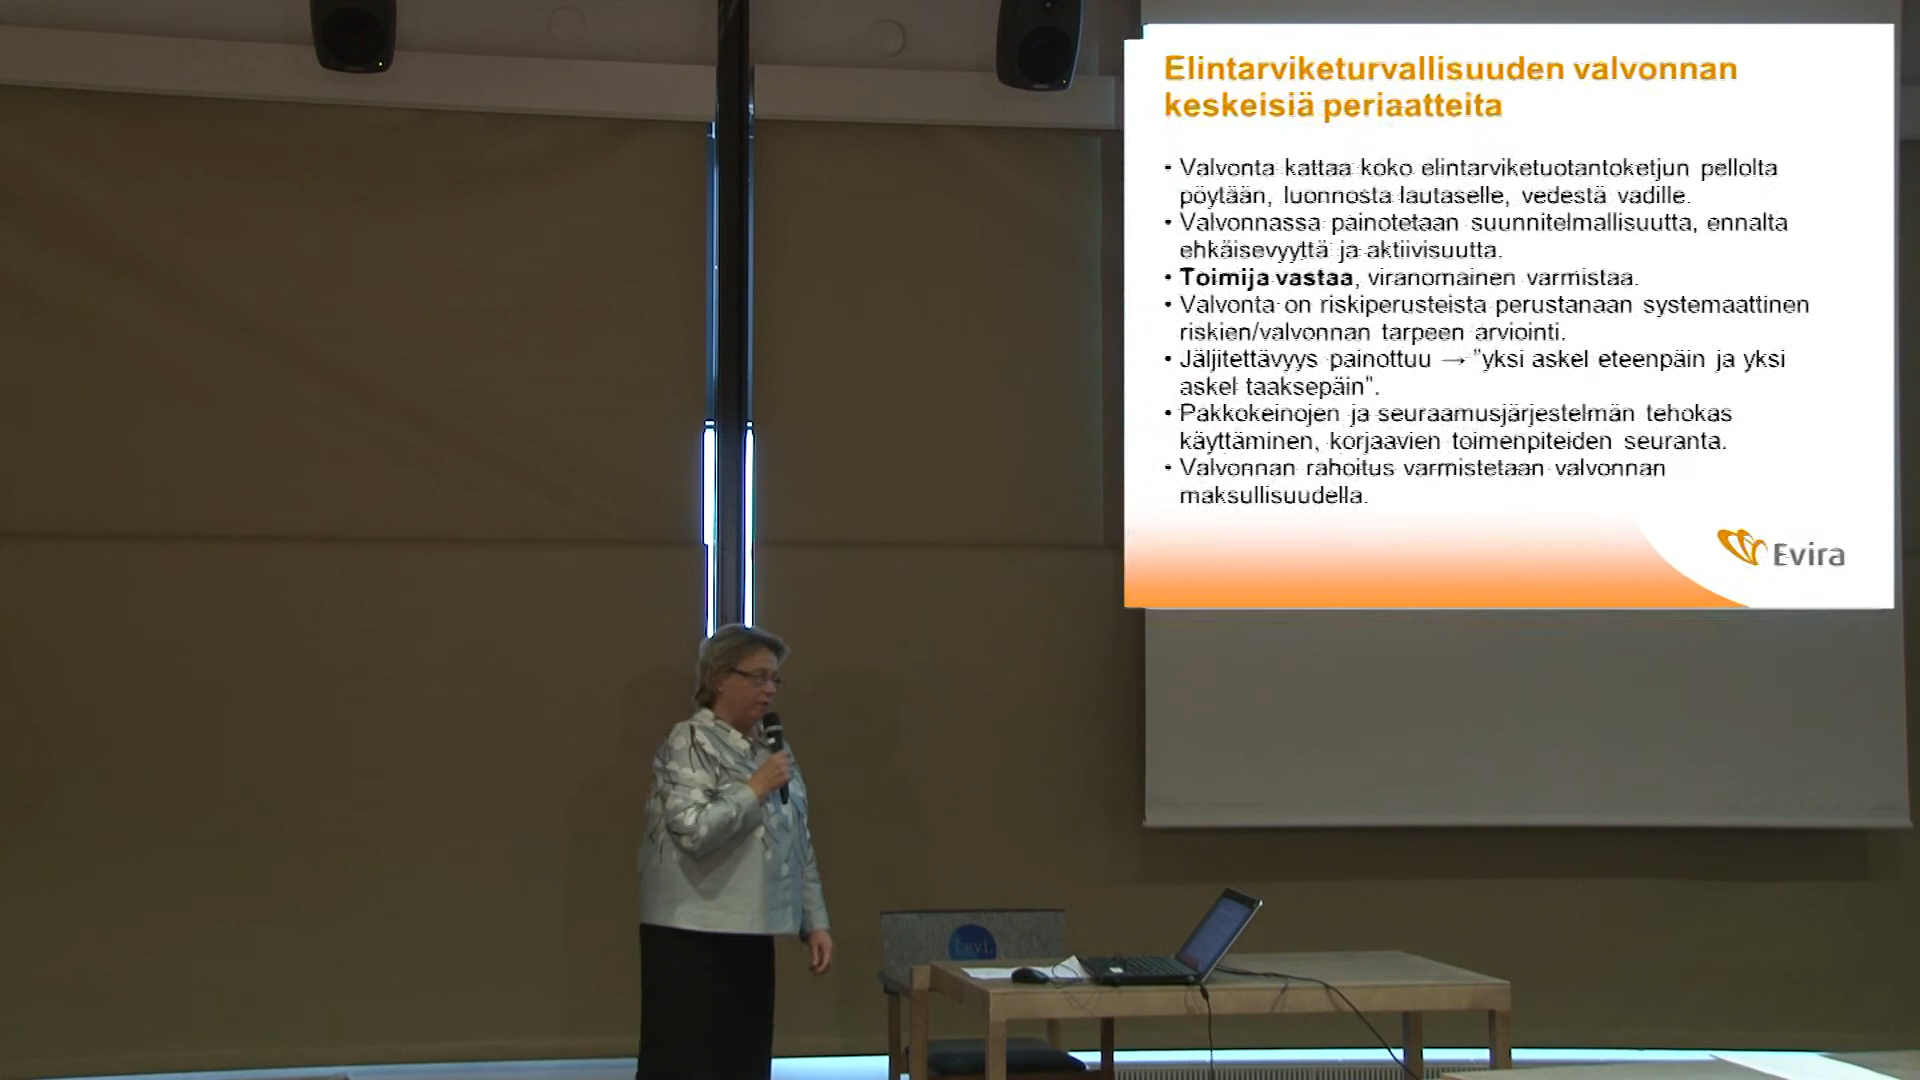 Elintarviketurvallisuuden valvonnan
keskeisiä periaatteita
• Valvonta kattaa koko elintarviketuotantoketjun pellolta
pöytään, luonnosta lautaselle, vedestä vadille.
• Valvonnassa painotetaan suunnitelmallisuutta, ennalta
ehkäisevyyttä ja aktiivisuutta.
• Toimija vastaa, viranomainen varmistaa.
• Valvonta on riskiperusteista perustanaan systemaattinen
riskien/valvonnan tarpeen arviointi.
• Jäljitettävyys painottuu → "yksi askel eteenpäin ja yksi
askel taaksepäin".
• Pakkokeinojen ja seuraamusjärjestelmän tehokas
käyttäminen, korjaavien toimenpiteiden seuranta.
• Valvonnan rahoitus varmistetaan valvonnan
maksullisuudella.
Evira
Levi